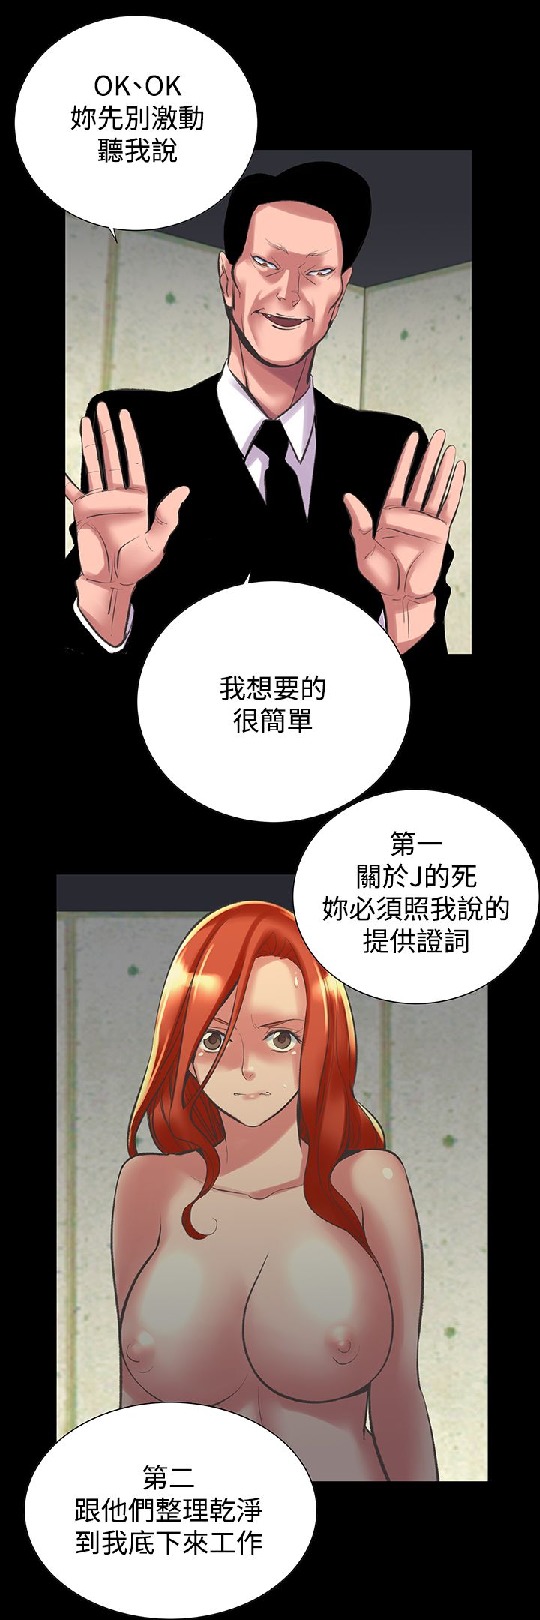 OK、OK
妳先別激動
聽我說
我想要的
很簡單
第一
關於J的死
妳必須照我說的
提供證詞
第二
跟他們整理乾淨
到我底下來工作